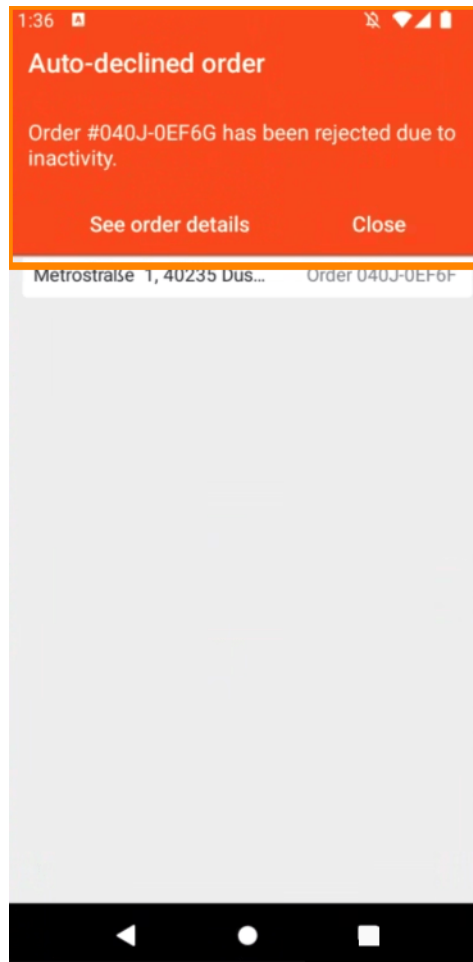 1:36
Auto-declined order
Order #040J-0EF6G has been rejected due to
inactivity.
See order details Close
Metrostraße 1, 40235 Düs... Order 040J-0EF6F